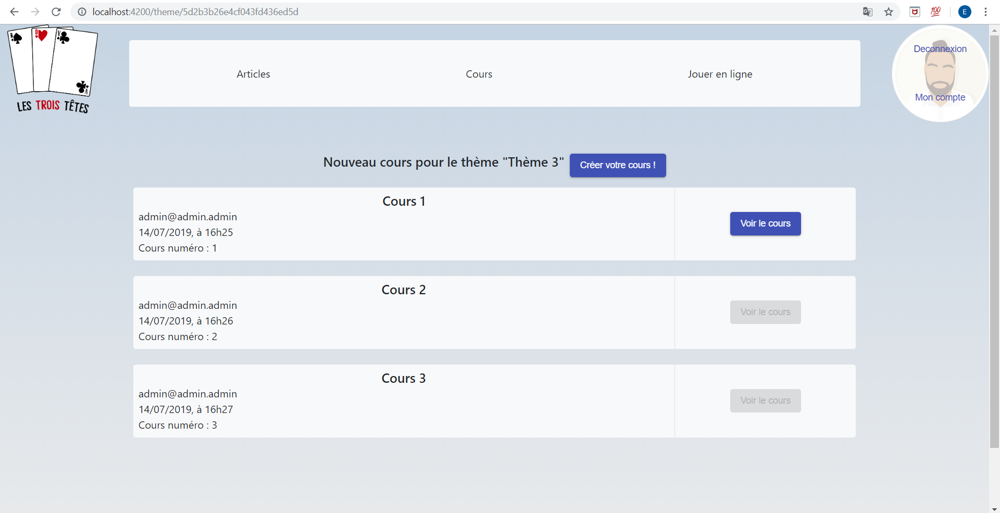 localhost:4200/theme/5d2b3b26e4cf043fd436ed5d
E
A
D
V
V
LES TROIS TÊTES
Articles
Cours
Jouer en ligne
Deconnexion
Mon compte
Nouveau cours pour le thème "Thème 3"
Créer votre cours !
Cours 1
admin@admin.admin
14/07/2019, à 16h25
Cours numéro : 1
Voir le cours
Cours 2
admin@admin.admin
14/07/2019, à 16h26
Cours numéro : 2
Voir le cours
Cours 3
admin@admin.admin
14/07/2019, à 16h27
Cours numéro : 3
Voir le cours